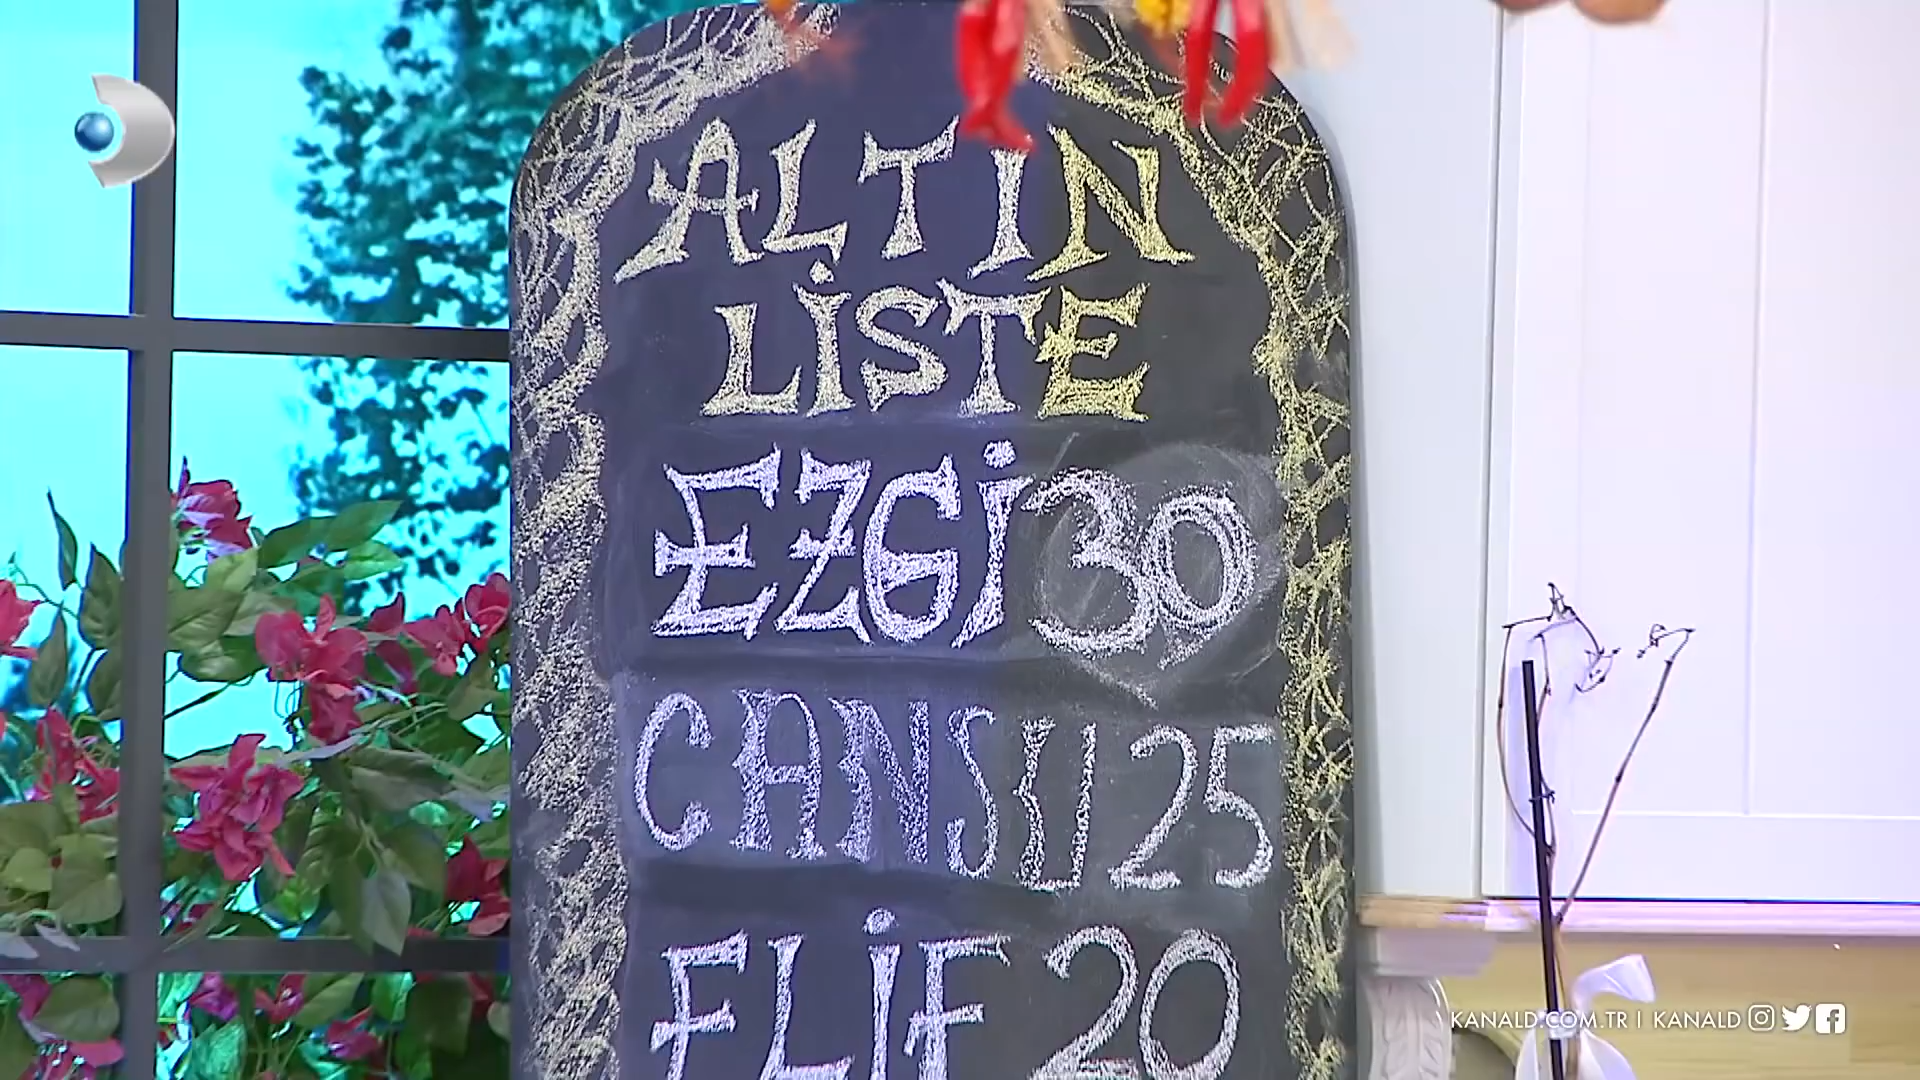 ALTIN
LİSTE
EZGİ 30
CANSU 25
ELİF 20
KANALD.COM.TR | KANALD